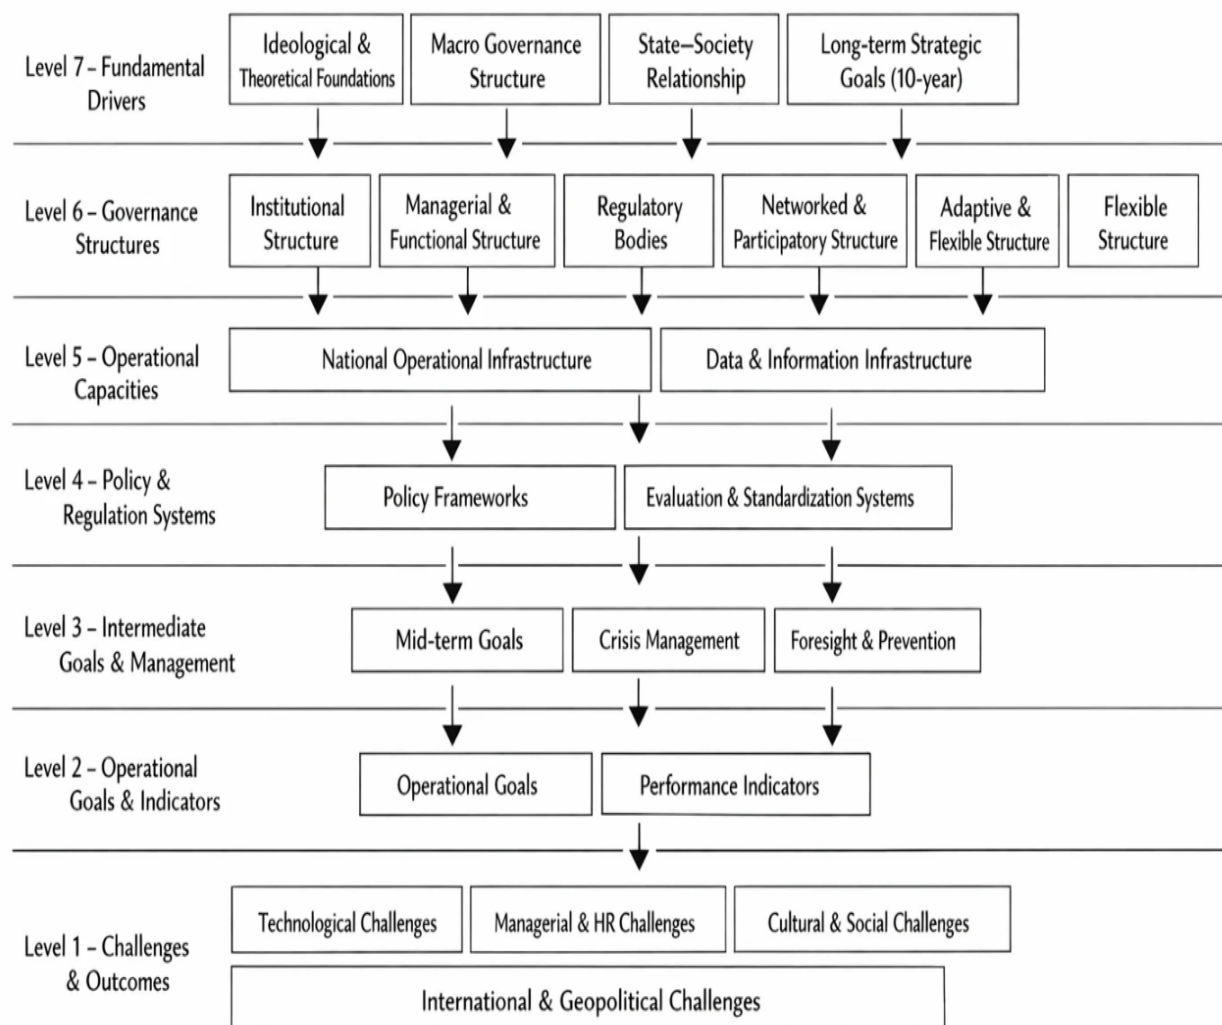 Level 7 – Fundamental
Drivers
Ideological &
Theoretical Foundations
Macro Governance
Structure
State–Society
Relationship
Long-term Strategic
Goals (10-year)
Level 6 – Governance
Structures
Institutional
Structure
Managerial &
Functional Structure
Regulatory
Bodies
Networked &
Participatory Structure
Adaptive &
Flexible Structure
Flexible
Structure
Level 5 – Operational
Capacities
National Operational Infrastructure
Data & Information Infrastructure
Level 4 – Policy &
Regulation Systems
Policy Frameworks
Evaluation & Standardization Systems
Level 3 – Intermediate
Goals & Management
Mid-term Goals
Crisis Management
Foresight & Prevention
Level 2 – Operational
Goals & Indicators
Operational Goals
Performance Indicators
Level 1 – Challenges
& Outcomes
Technological Challenges
Managerial & HR Challenges
Cultural & Social Challenges
International & Geopolitical Challenges